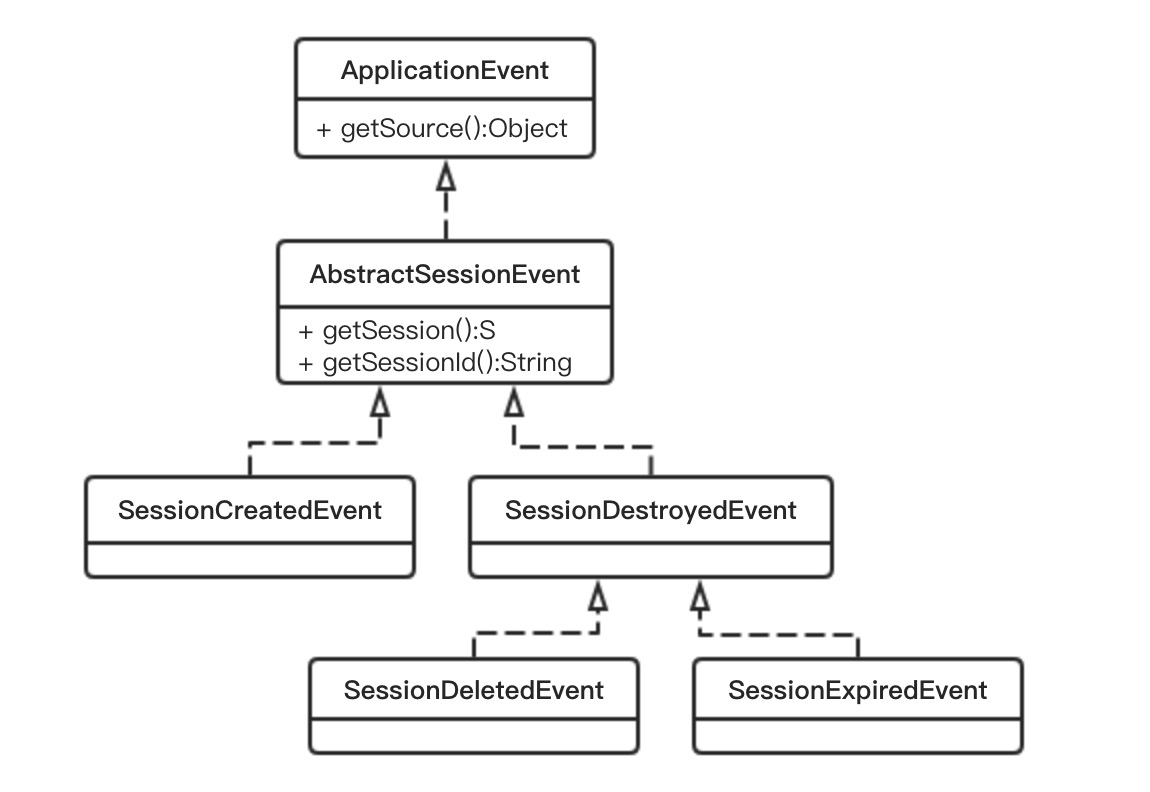 ApplicationEvent
+ getSource():Object
AbstractSessionEvent
+ getSession():S
+ getSessionId():String
SessionCreatedEvent
SessionDestroyedEvent
SessionDeletedEvent
SessionExpiredEvent